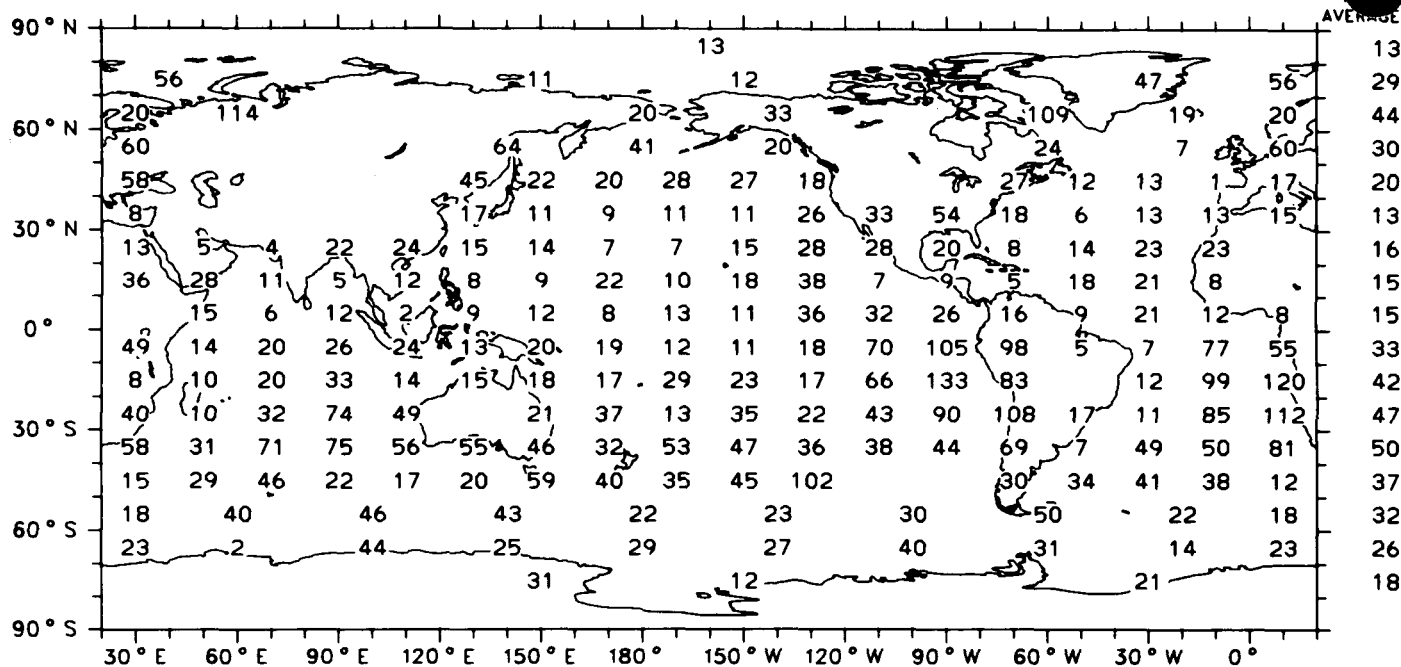 AVERAGE
90° N
13 13
56 11 12 47 56 29
20 114 20 33 109 19 20 44
60° N
60 64 41 20 24 7 60 30
58 45 22 20 28 27 18 27 12 13 1 17 20
8 17 11 9 11 11 26 33 54 18 6 13 13 15 13
30° N
13 5 4 22 24 15 14 7 7 15 28 28 20 8 14 23 23 16
36 28 11 5 12 8 9 22 10 18 38 7 9 5 18 21 8 15
15 6 12 2 9 12 8 13 11 36 32 26 16 9 21 12 8 15
0°
49 14 20 26 24 13 20 19 12 11 18 70 105 98 5 7 77 55 33
8 10 20 33 14 15 18 17 29 23 17 66 133 83 12 99 120 42
40 10 32 74 49 21 37 13 35 22 43 90 108 17 11 85 112 47
30° S
58 31 71 75 56 55 46 32 53 47 36 38 44 69 7 49 50 81 50
15 29 46 22 17 20 59 40 35 45 102 30 34 41 38 12 37
18 40 46 43 22 23 30 50 22 18 32
60° S
23 2 44 25 29 27 40 31 14 23 26
31 12 21 18
90° S
30° E 60° E 90° E 120° E 150° E 180° 150° W 120° W 90° W 60° W 30° W 0°